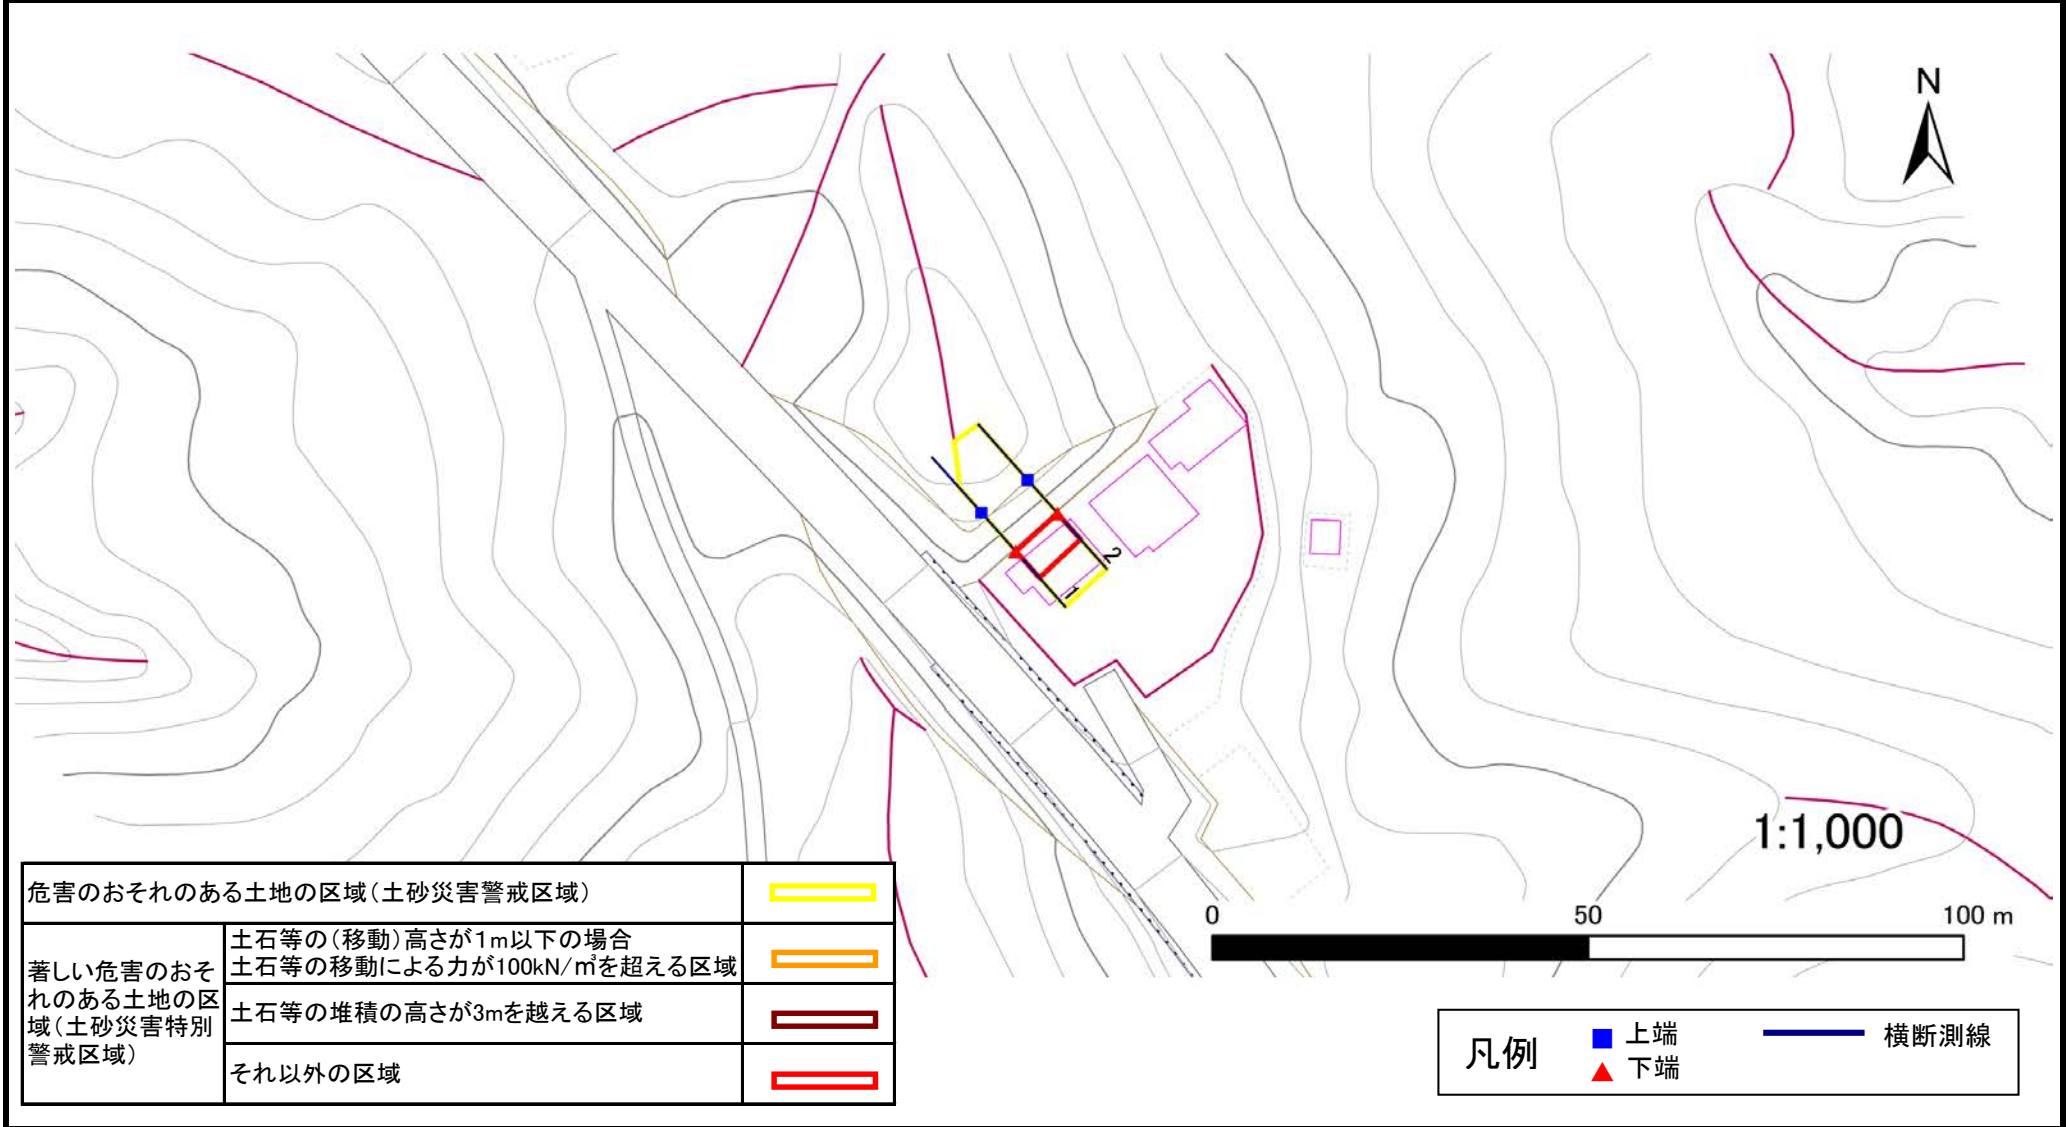 N
2
1
1:1,000
0 50 100 m
危害のおそれのある土地の区域(土砂災害警戒区域)
著しい危害のおそ
れのある土地の区
域(土砂災害特別
警戒区域)
土石等の(移動)高さが1m以下の場合
土石等の移動による力が100kN/㎥を超える区域
土石等の堆積の高さが3mを越える区域
それ以外の区域
凡例
上端
下端
横断測線